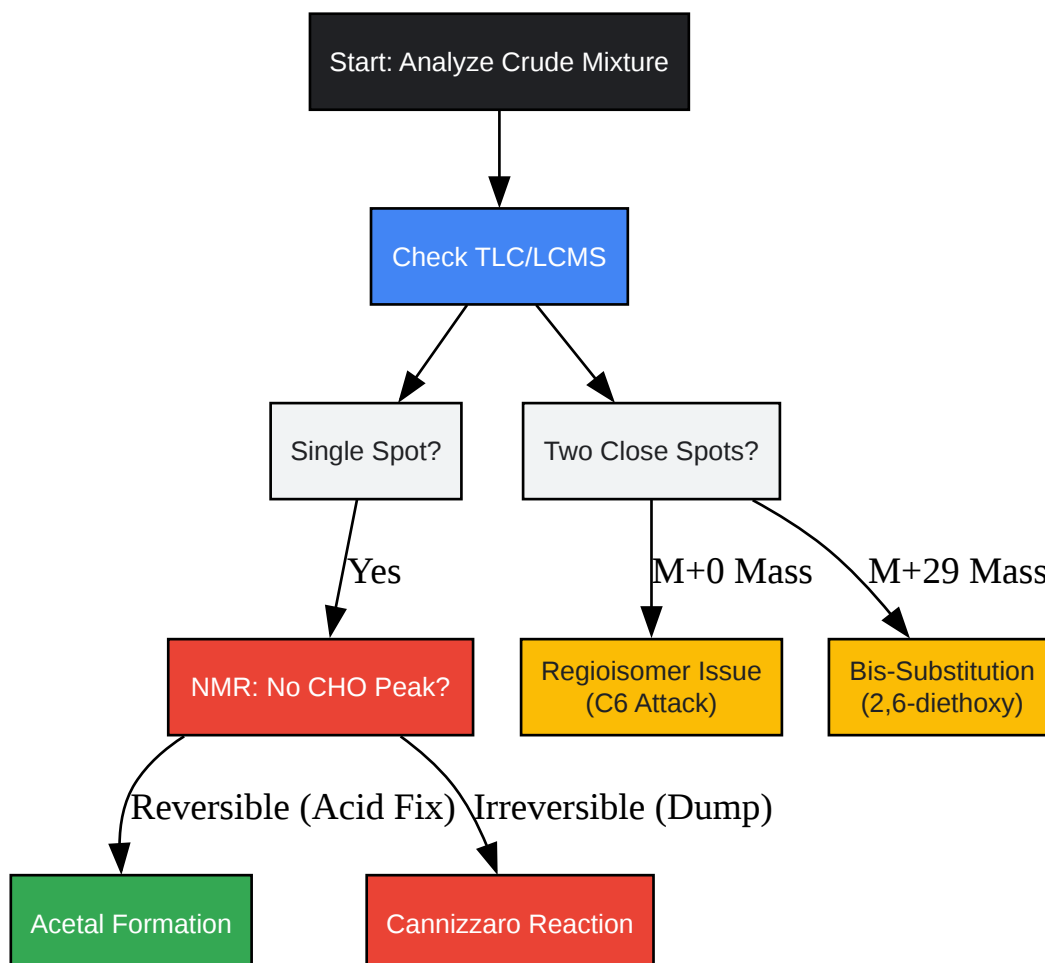 Start: Analyze Crude Mixture
Check TLC/LCMS
Single Spot?
Two Close Spots?
Yes
M+0 Mass
M+29 Mass
NMR: No CHO Peak?
Regioisomer Issue
(C6 Attack)
Bis-Substitution
(2,6-diethoxy)
Reversible (Acid Fix)
Irreversible (Dump)
Acetal Formation
Cannizzaro Reaction